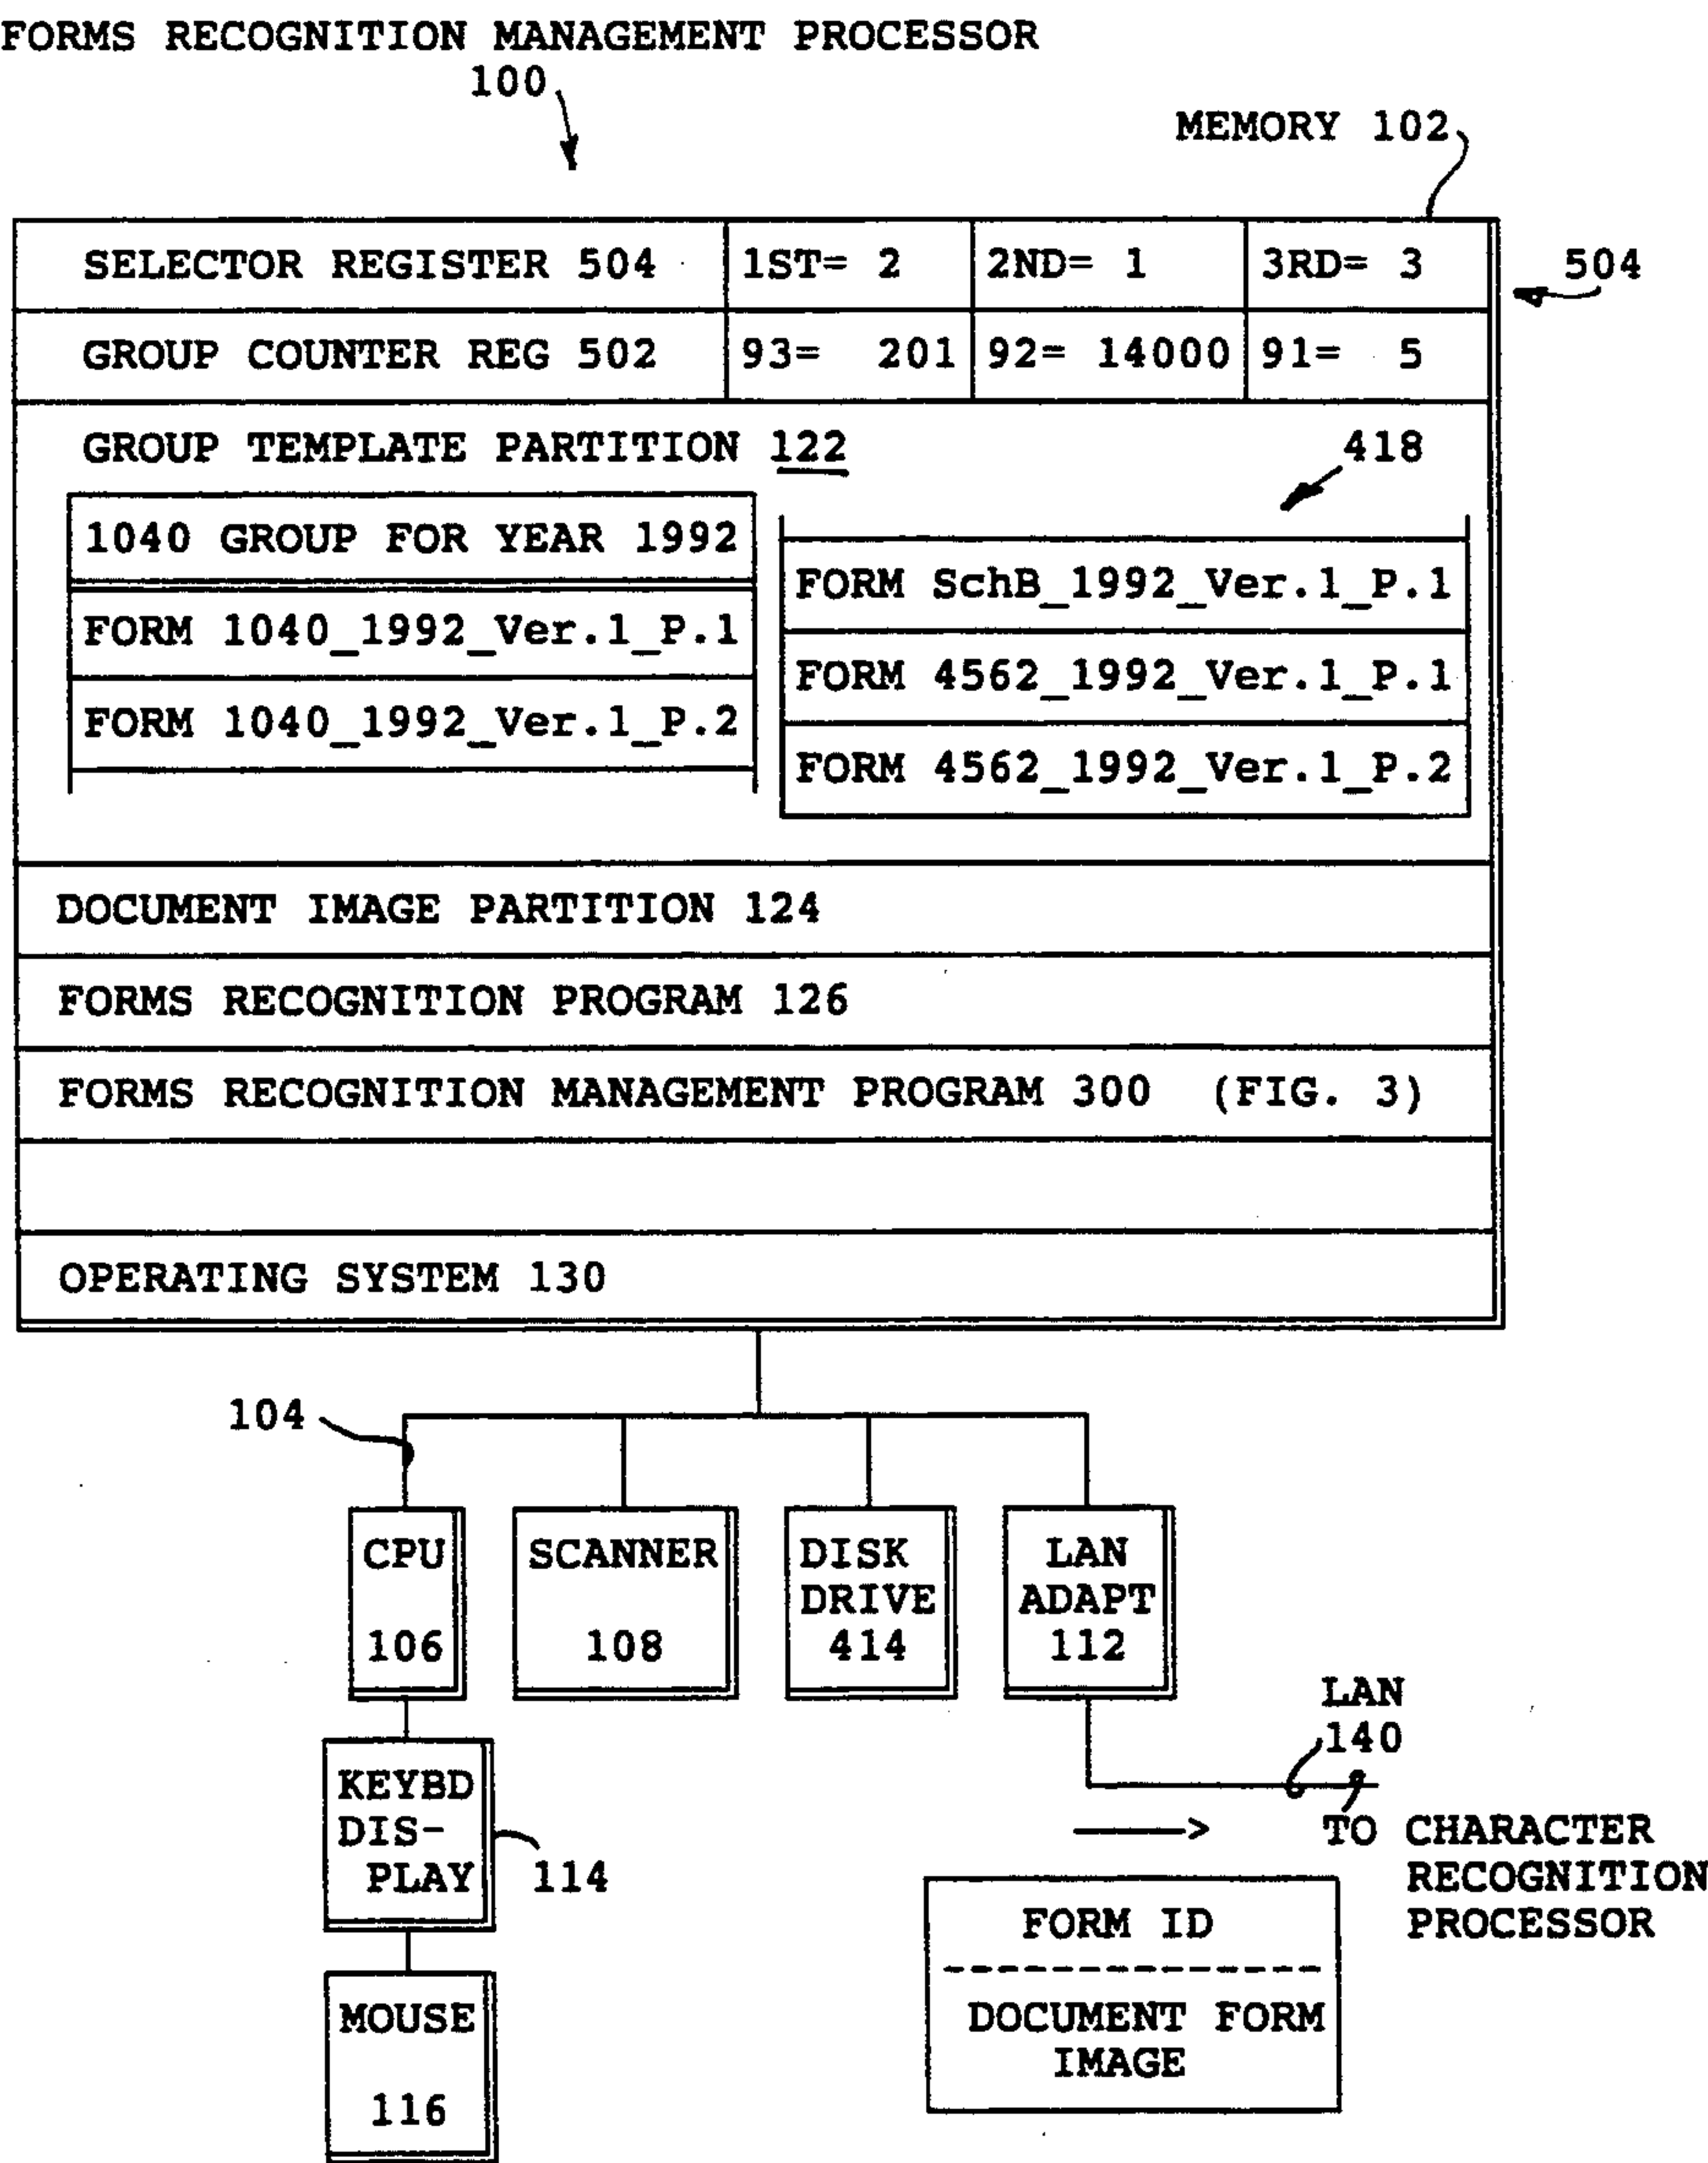 FORMS RECOGNITION MANAGEMENT PROCESSOR
100
MEMORY 102
SELECTOR REGISTER 504 1ST= 2 2ND= 1 3RD= 3
504
GROUP COUNTER REG 502 93= 201 92= 14000 91= 5
GROUP TEMPLATE PARTITION 122
418
1040 GROUP FOR YEAR 1992
FORM 1040_1992_Ver.1_P.1
FORM 1040_1992_Ver.1_P.2
FORM SchB_1992_Ver.1_P.1
FORM 4562_1992_Ver.1_P.1
FORM 4562_1992_Ver.1_P.2
DOCUMENT IMAGE PARTITION 124
FORMS RECOGNITION PROGRAM 126
FORMS RECOGNITION MANAGEMENT PROGRAM 300 (FIG. 3)
OPERATING SYSTEM 130
104
CPU
106
SCANNER
108
DISK
DRIVE
414
LAN
ADAPT
112
LAN
140
KEYBD
DIS-
PLAY
114
TO CHARACTER
RECOGNITION
PROCESSOR
FORM ID
DOCUMENT FORM
IMAGE
MOUSE
116